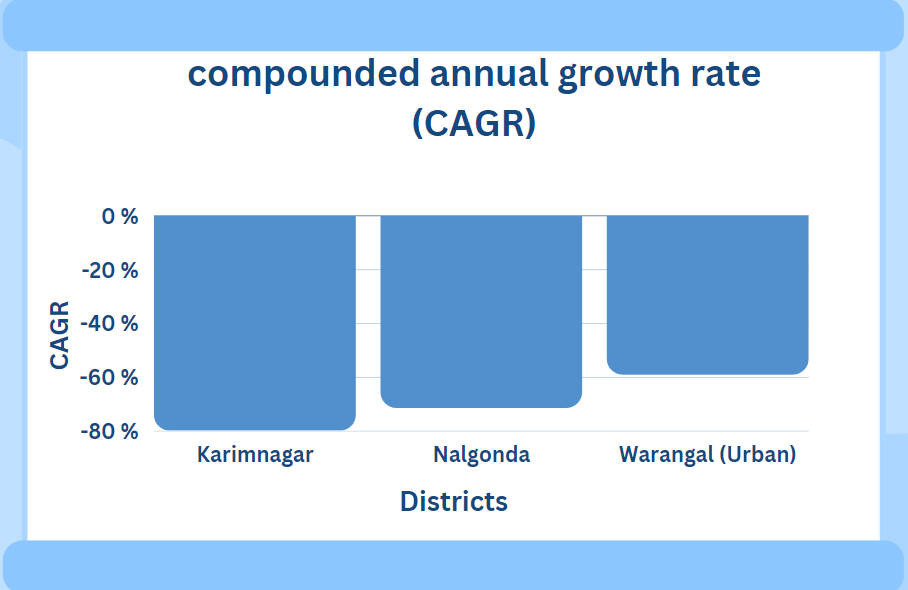 compounded annual growth rate
(CAGR)
0 %
-20 %
-40 %
-60 %
-80 %
CAGR
Karimnagar
Nalgonda
Warangal (Urban)
Districts